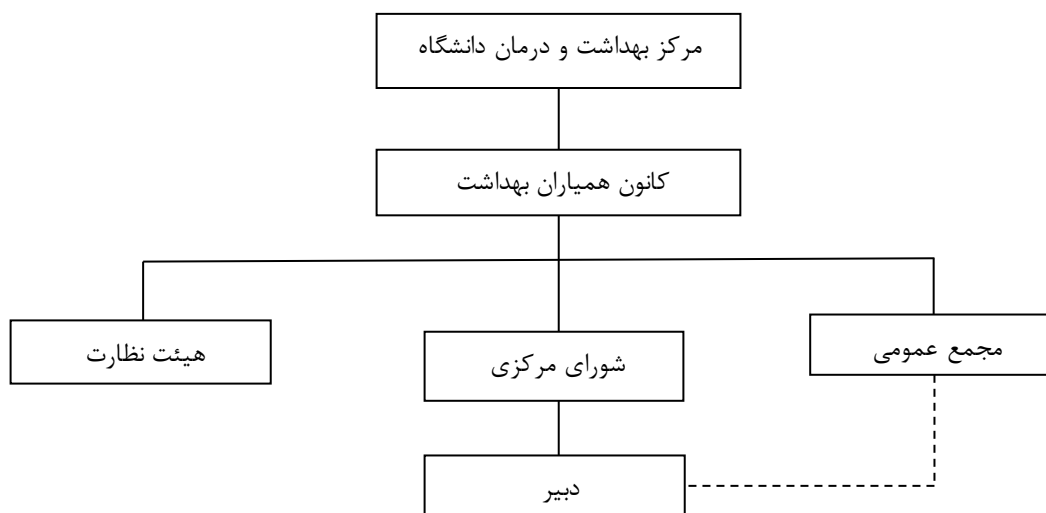 مرکز بهداشت و درمان دانشگاه
کانون همیاران بهداشت
مجمع عمومی
شورای مرکزی
هیئت نظارت
دبیر